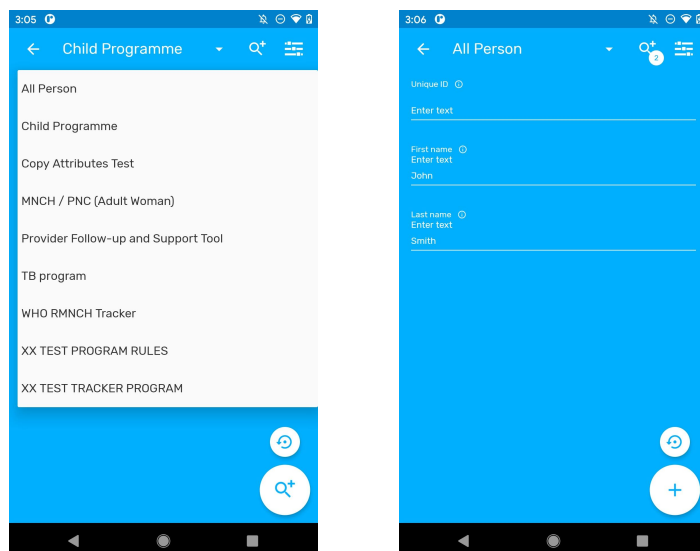 3:05
Child Programme
All Person
Child Programme
Copy Attributes Test
MNCH / PNC (Adult Woman)
Provider Follow-up and Support Tool
TB program
WHO RMNCH Tracker
XX TEST PROGRAM RULES
XX TEST TRACKER PROGRAM
3:06
All Person
2
Unique ID
Enter text
First name
Enter text
John
Last name
Enter text
Smith